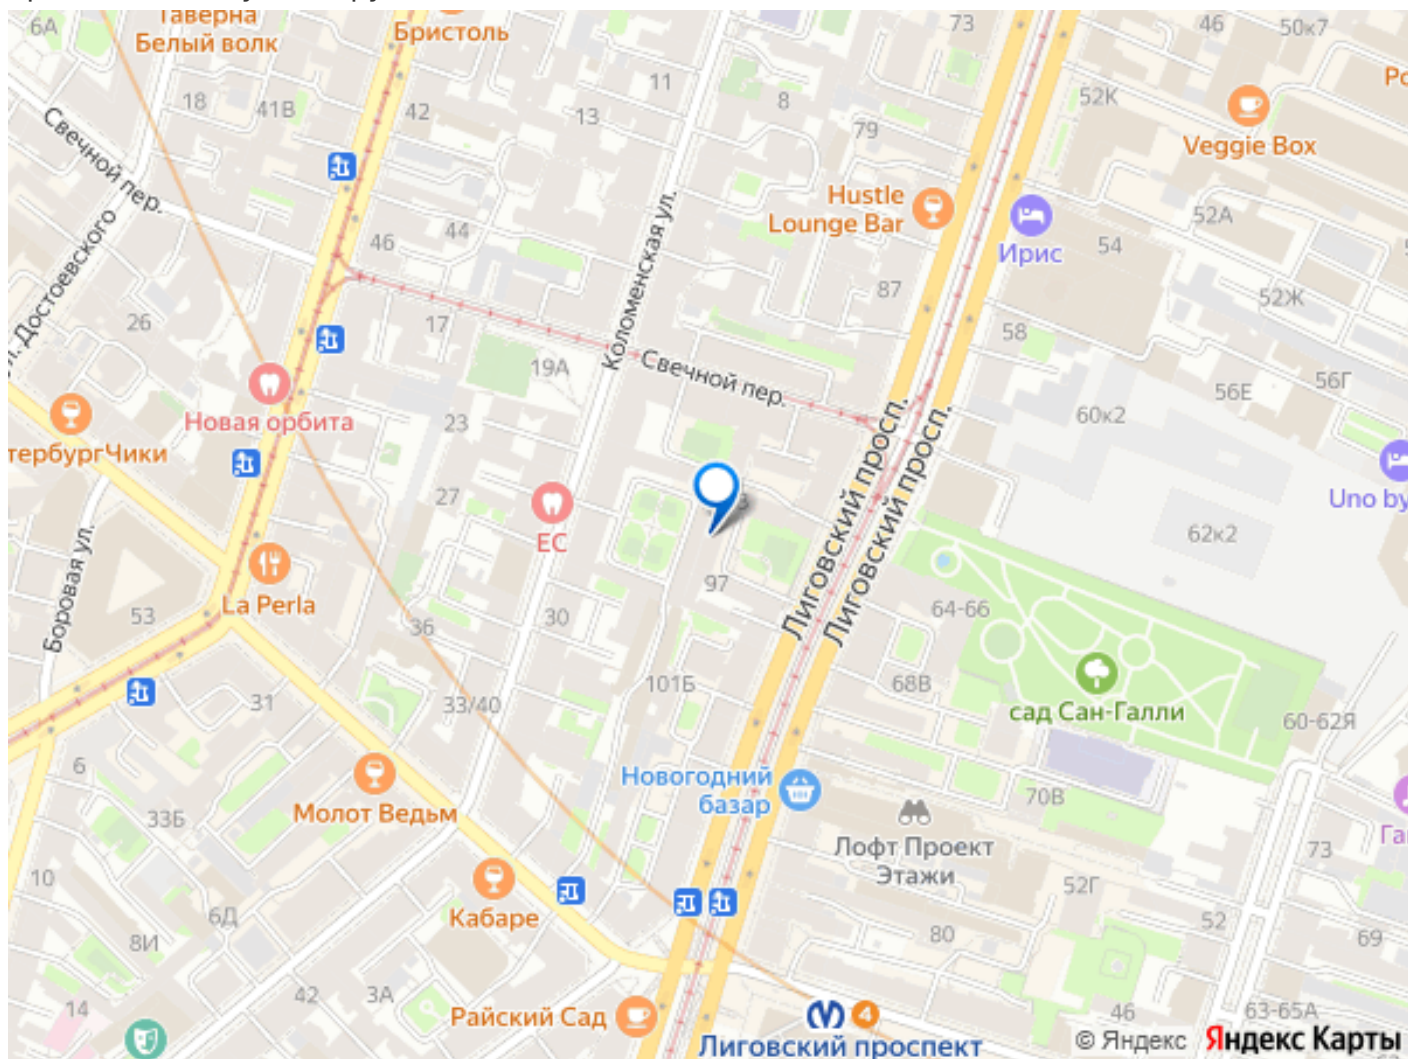 Таверна
Белый волк
Бристоль
6А
73
46
50к7
18
41В
42
11
13
8
79
52К
Veggie Box
Свечной пер.
ул. Достоевского
Коломенская ул.
Hustle
Lounge Bar
Ирис
52А
54
46
44
87
52Ж
26
17
19А
58
Свечной пер.
56Е
56Г
60к2
Новая орбита
23
Лиговский просп.
Лиговский просп.
27
ЕС
Uno by
62к2
Боровая ул.
La Perla
53
36
30
97
64-66
101Б
68В
сад Сан-Галли
60-62Я
31
33/40
6
Новогодний
базар
70В
Молот Ведьм
33Б
Лофт Проект
Этажи
73
10
Кабаре
6Д
8И
52Г
52
80
69
14
42
3А
Райский Сад
4
Лиговский проспект
46
63-65А
© Яндекс
Яндекс Карты